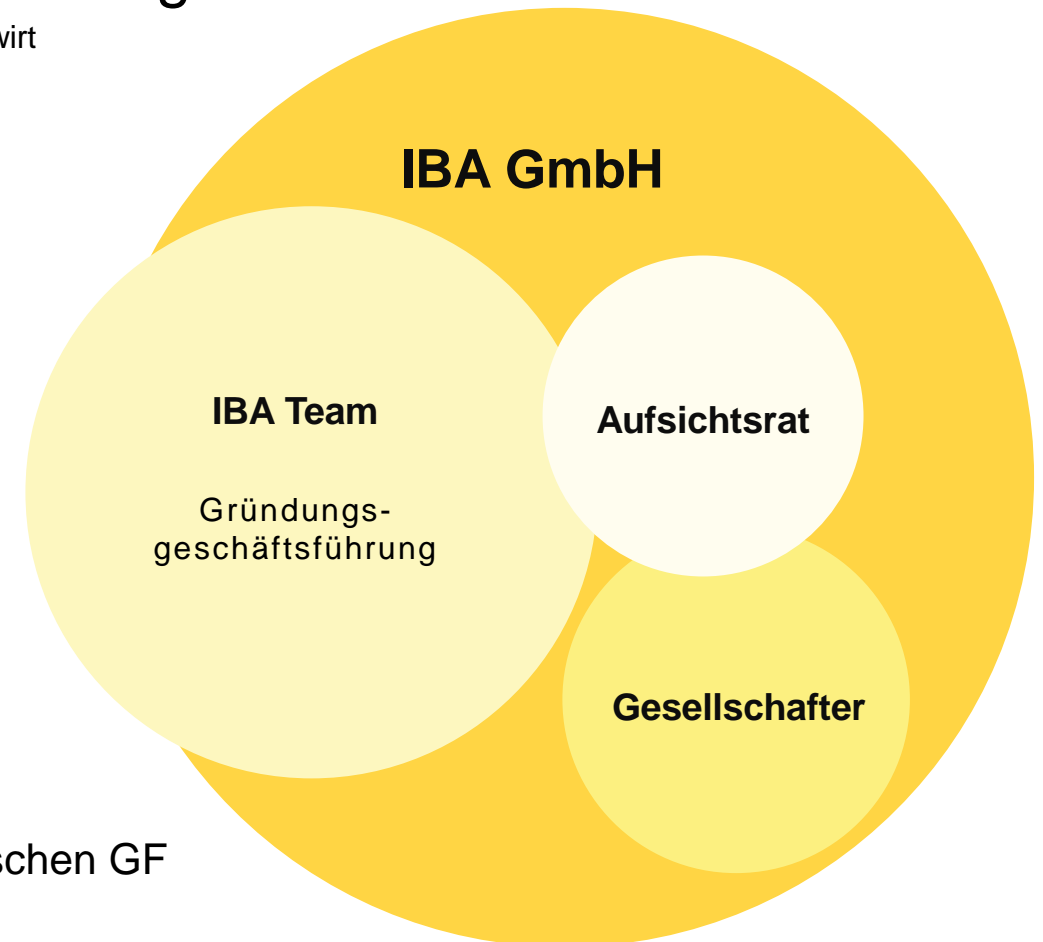 wirt
IBA GmbH
IBA Team
Aufsichtsrat
Gründungs-
geschäftsführung
Gesellschafter
schen GF